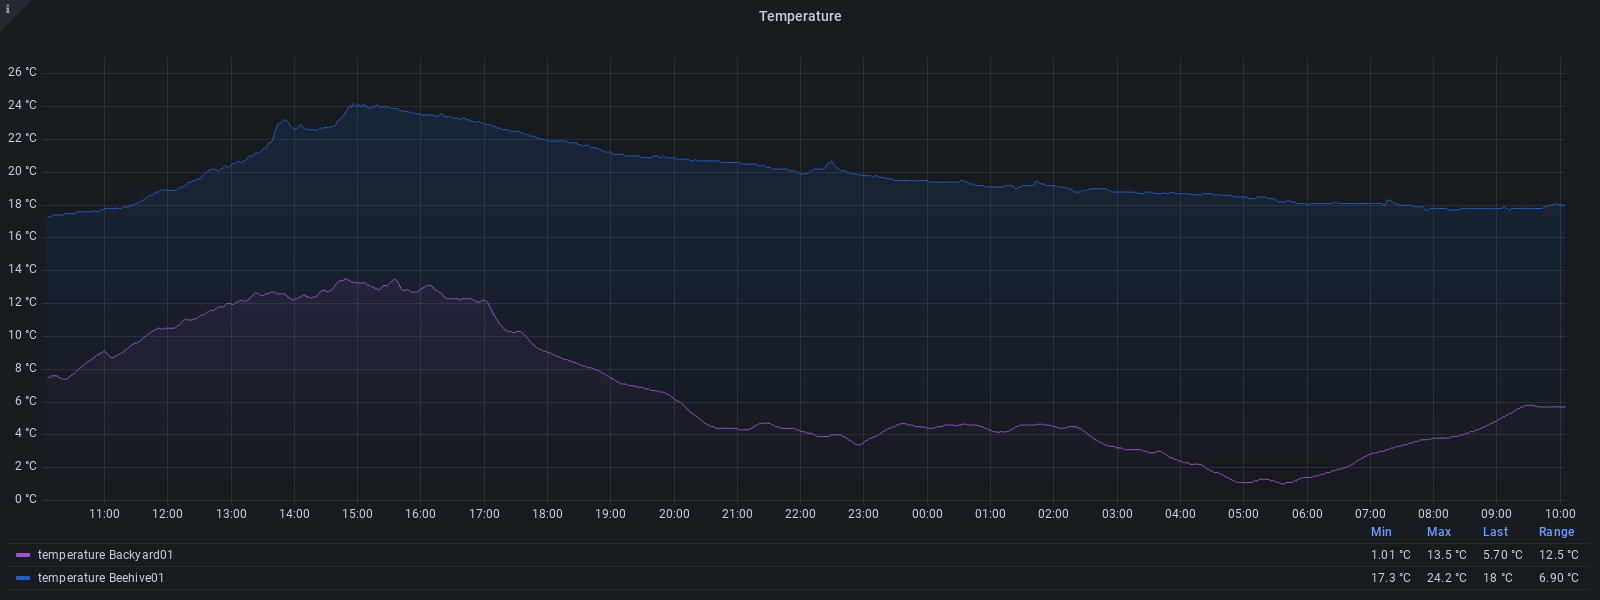 i
Temperature
26 °C
24 °C
22 °C
20 °C
18 °C
16 °C
14 °C
12 °C
10 °C
8 °C
6 °C
4 °C
2 °C
0 °C
11:00 12:00 13:00 14:00 15:00 16:00 17:00 18:00 19:00 20:00 21:00 22:00 23:00 00:00 01:00 02:00 03:00 04:00 05:00 06:00 07:00 08:00 09:00 10:00
Min Max Last Range
temperature Backyard01 1.01 °C 13.5 °C 5.70 °C 12.5 °C
temperature Beehive01 17.3 °C 24.2 °C 18 °C 6.90 °C